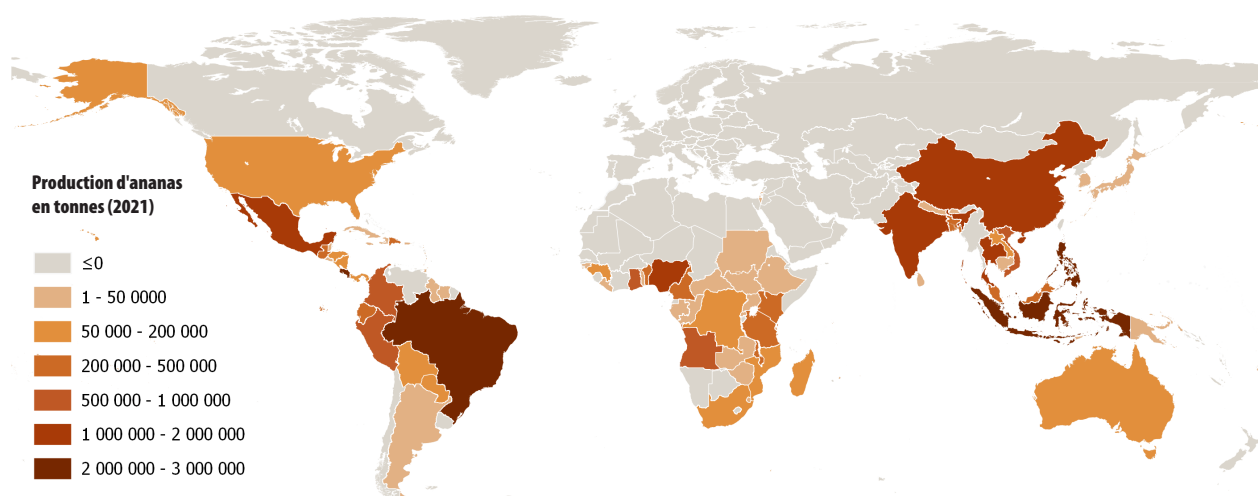 Production d'ananas
en tonnes (2021)
≤0
1 - 50 0000
50 000 - 200 000
200 000 - 500 000
500 000 - 1 000 000
1 000 000 - 2 000 000
2 000 000 - 3 000 000